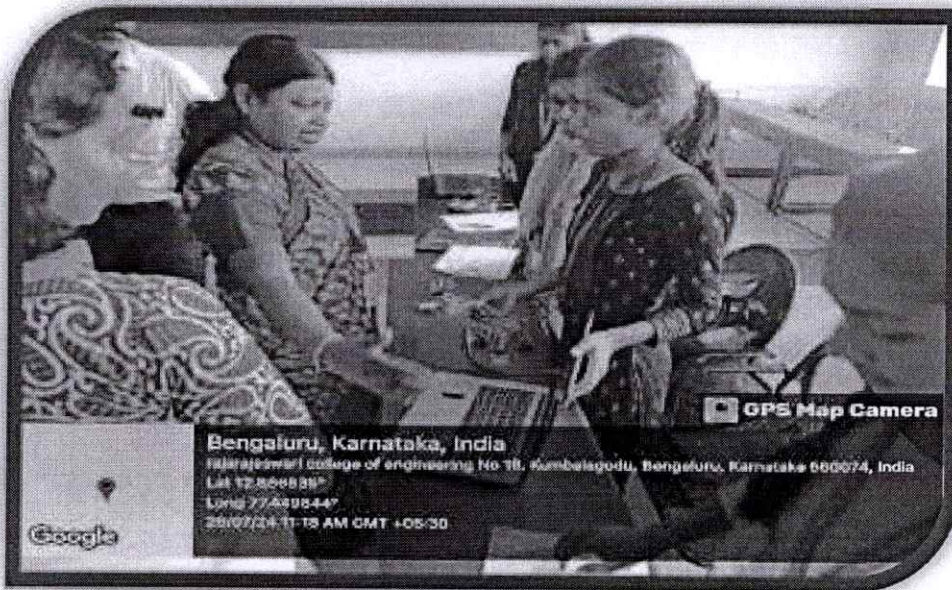 GPS Map Camera
Bengaluru, Karnataka, India
rajarajeswari college of engineering No 18, Kumbalagodu, Bengaluru, Karnataka 560074, India
Lat
Long
11:18 AM GMT +05:30
Google